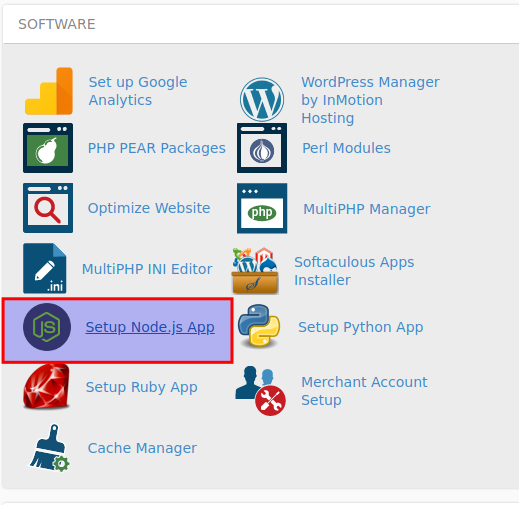 SOFTWARE
Set up Google
Analytics
WordPress Manager
by InMotion
Hosting
PHP PEAR Packages
Perl Modules
Optimize Website
php
MultiPHP Manager
.ini
MultiPHP INI Editor
Softaculous Apps
Installer
JS
Setup Node.js App
Setup Python App
Setup Ruby App
Merchant Account
Setup
Cache Manager